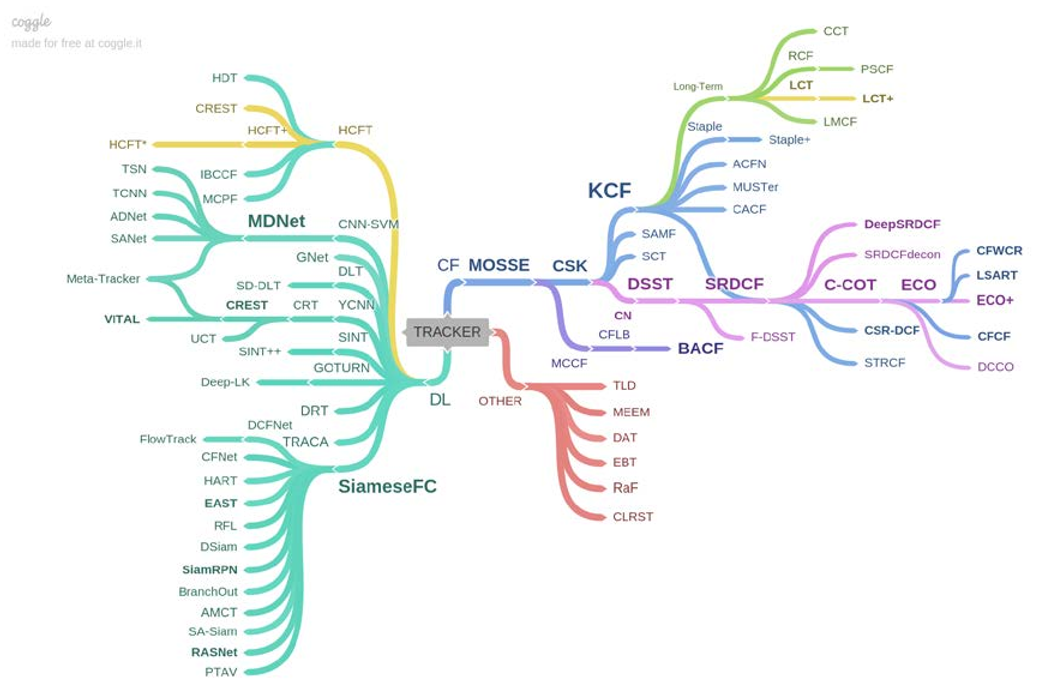 coggle
made for free at coggle.it
HDT
CREST
HCFT*
HCFT+
HCFT
IBCCF
MCPF
TSN
TCNN
ADNet
SANet
MDNet
CNN-SVM
Meta-Tracker
GNet
SD-DLT
DLT
VITAL
CREST
CRT
YCNN
UCT
SINT++
SINT
Deep-LK
GOTURN
DRT
TRACA
FlowTrack
DCFNet
CFNet
HART
EAST
RFL
DSiam
SiamRPN
BranchOut
AMCT
SA-Siam
RASNet
PTAV
SiameseFC
DL
TRACKER
CF
MOSSE
CSK
KCF
Long-Term
CCT
RCF
PSCF
LCT
LCT+
LMCF
Staple
Staple+
ACFN
MUSTer
CACF
SAMF
SCT
DSST
CN
SRDCF
F-DSST
DeepSRDCF
SRDCFdecon
C-COT
ECO
CFWCR
LSART
ECO+
CFCF
DCCO
CSR-DCF
STRCF
MCCF
CFLB
BACF
OTHER
TLD
MEEM
DAT
EBT
RaF
CLRST